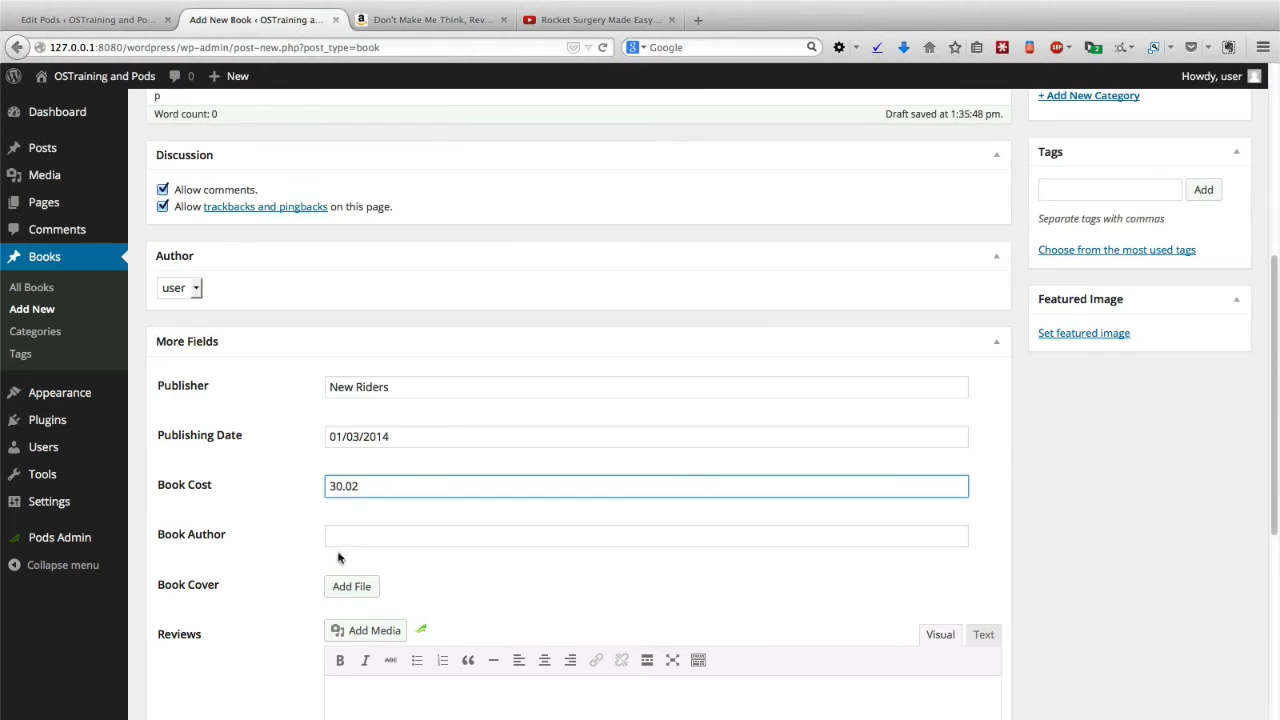 Edit Pods ‹ OSTraining and Po... ×
Add New Book ‹ OSTraining a... ×
Don't Make Me Think, Rev... ×
Rocket Surgery Made Easy... ×
127.0.0.1:8080/wordpress/wp-admin/post-new.php?post_type=book
Google
OSTraining and Pods
0
New
Howdy, user
Dashboard
Posts
Media
Pages
Comments
Books
All Books
Add New
Categories
Tags
Appearance
Plugins
Users
Tools
Settings
Pods Admin
Collapse menu
p
Word count: 0
Draft saved at 1:35:48 pm.
Discussion
Allow comments.
Allow trackbacks and pingbacks on this page.
Author
user
More Fields
Publisher
New Riders
Publishing Date
01/03/2014
Book Cost
30.02
Book Author
Book Cover
Add File
Reviews
Add Media
Visual
Text
B I ABC
+ Add New Category
Tags
Add
Separate tags with commas
Choose from the most used tags
Featured Image
Set featured image